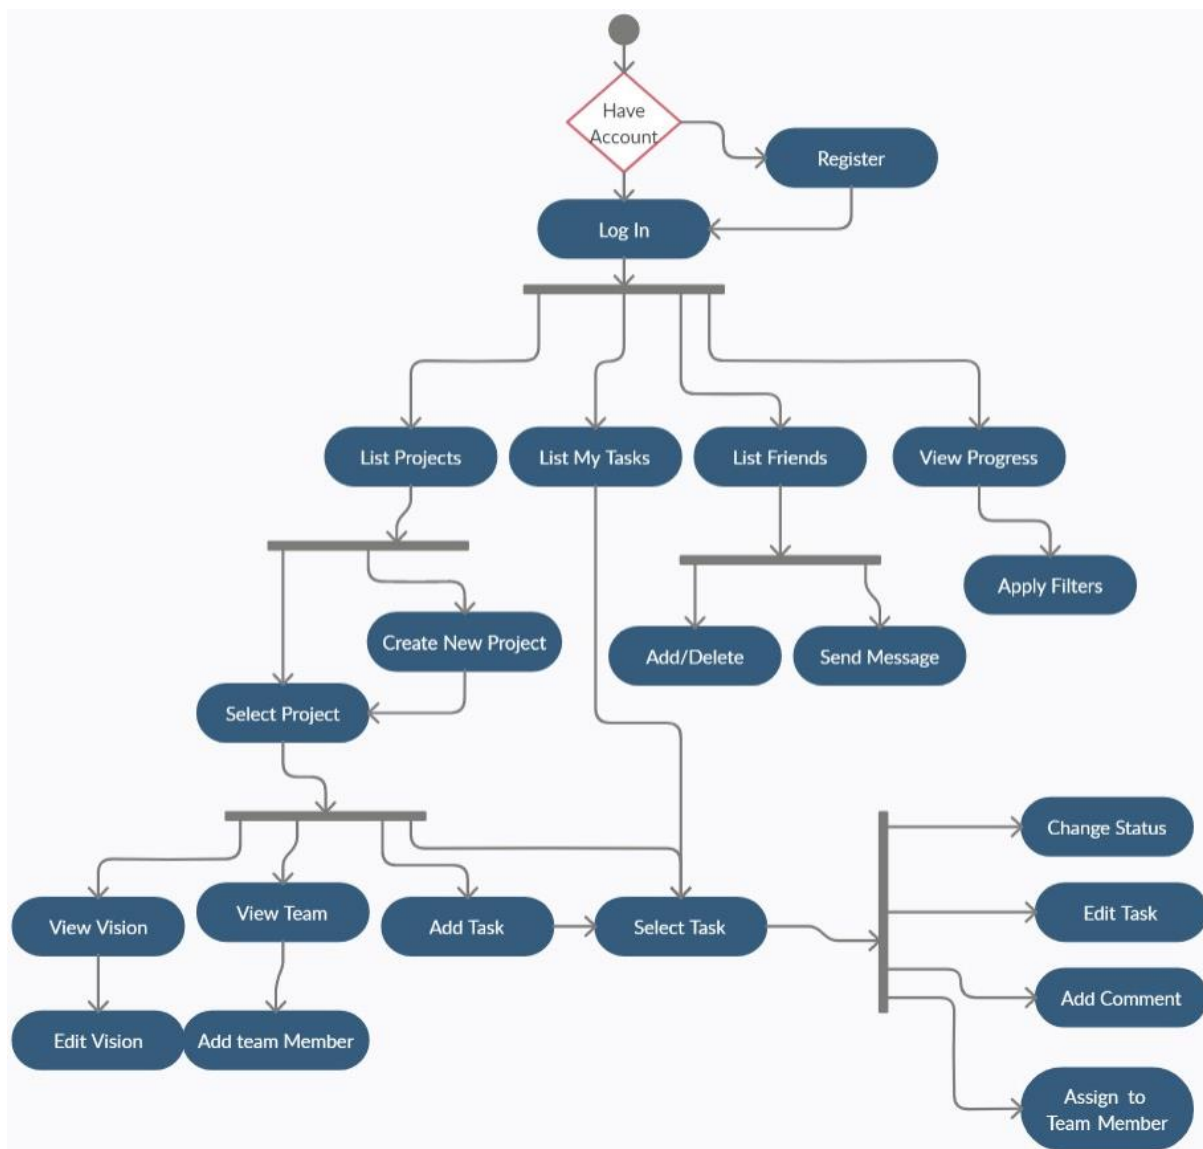 Have
Account
Register
Log In
List Projects
List My Tasks
List Friends
View Progress
Apply Filters
Create New Project
Add/Delete
Send Message
Select Project
Change Status
View Vision
View Team
Add Task
Select Task
Edit Task
Add Comment
Edit Vision
Add team Member
Assign to
Team Member